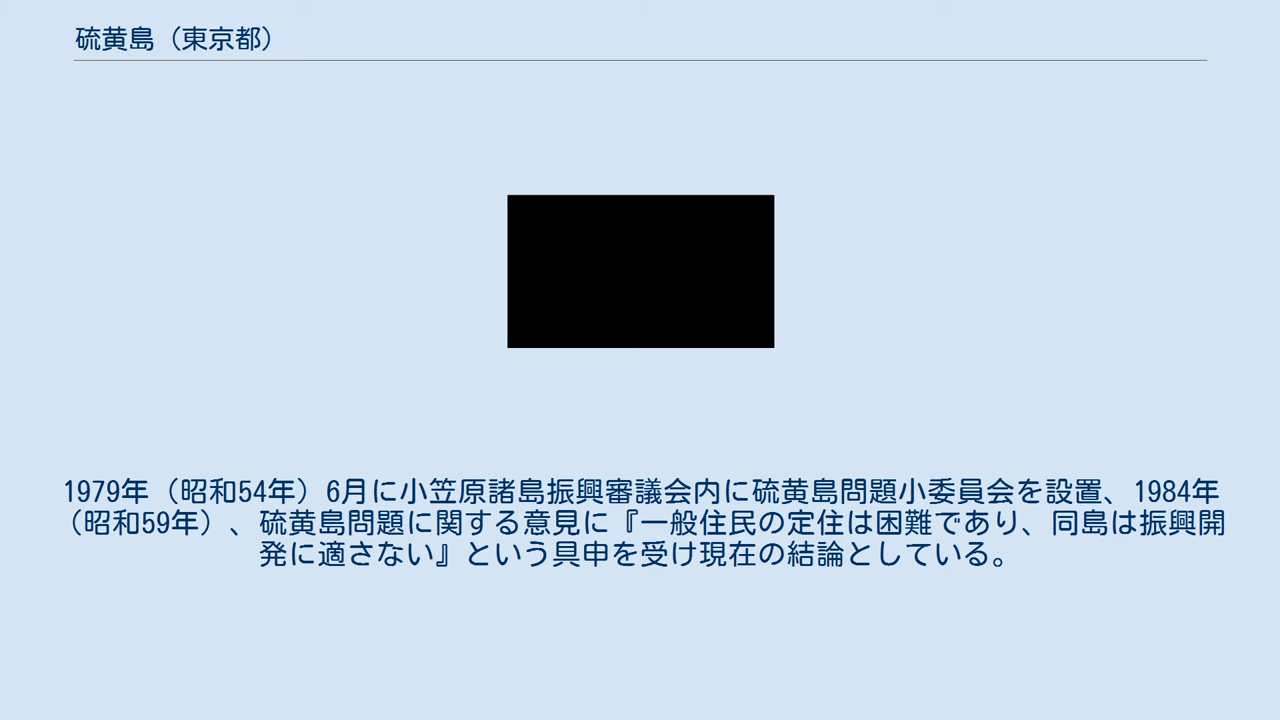 硫黄島（東京都）
1979年（昭和54年）6月に小笠原諸島振興審議会内に硫黄島問題小委員会を設置、1984年
（昭和59年）、硫黄島問題に関する意見に『一般住民の定住は困難であり、同島は振興開
発に適さない』という具申を受け現在の結論としている。